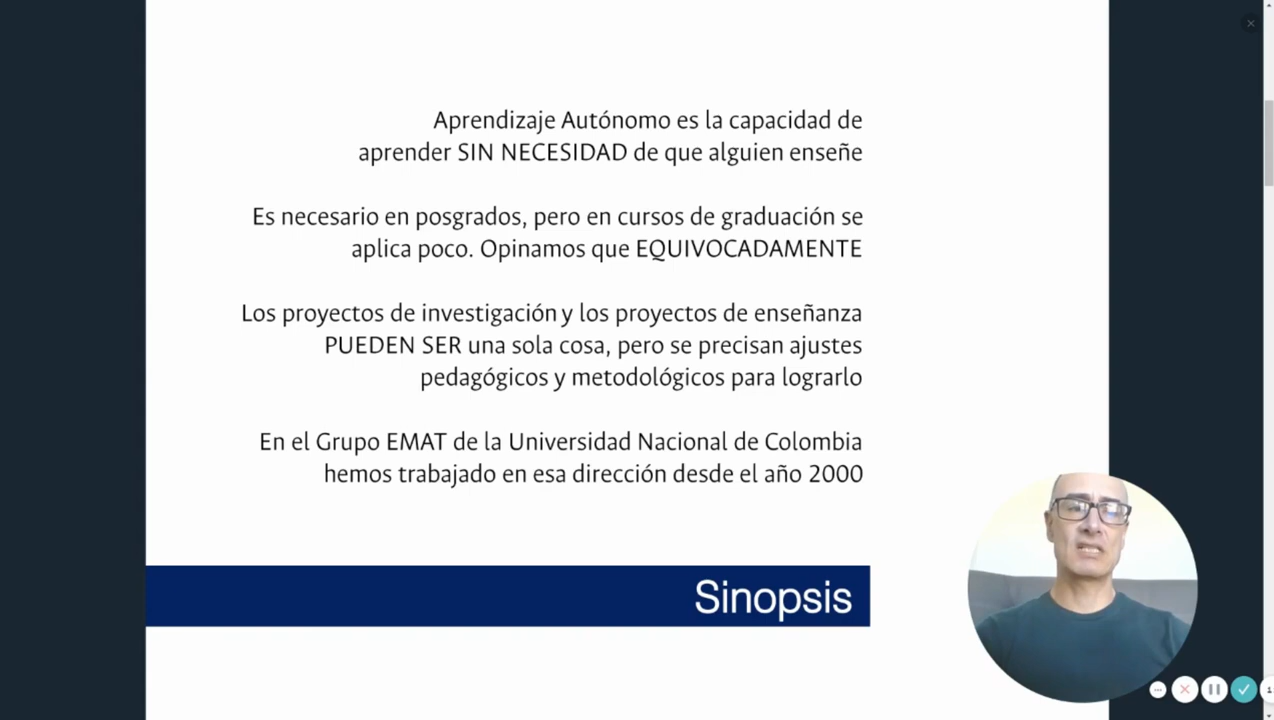 Aprendizaje Autónomo es la capacidad de
aprender SIN NECESIDAD de que alguien enseñe
Es necesario en posgrados, pero en cursos de graduación se
aplica poco. Opinamos que EQUIVOCADAMENTE
Los proyectos de investigación y los proyectos de enseñanza
PUEDEN SER una sola cosa, pero se precisan ajustes
pedagógicos y metodológicos para lograrlo
En el Grupo EMAT de la Universidad Nacional de Colombia
hemos trabajado en esa dirección desde el año 2000
Sinopsis